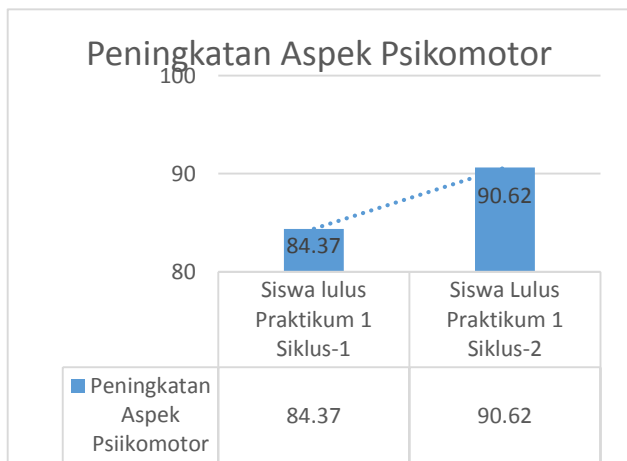 Peningkatan Aspek Psikomotor
100
90
80
84.37
90.62
Siswa lulus
Praktikum 1
Siklus-1
Siswa Lulus
Praktikum 1
Siklus-2
Peningkatan
Aspek
Psiikomotor
84.37
90.62